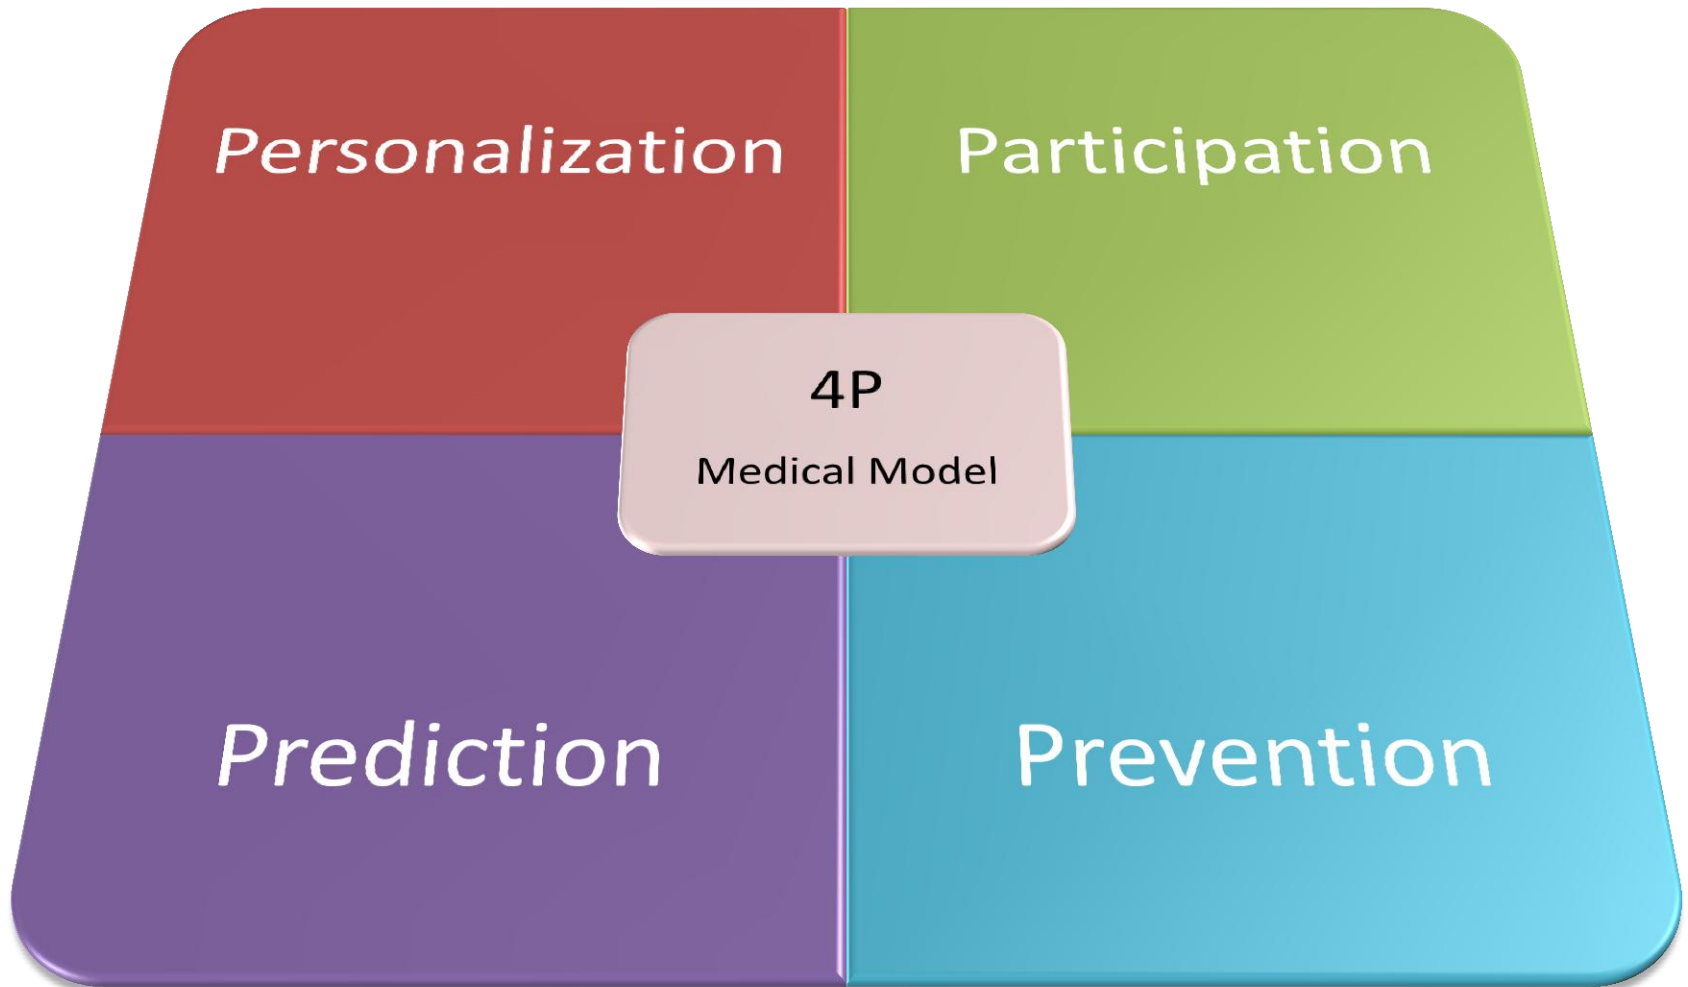 Personalization
Participation
4P
Medical Model
Prediction
Prevention